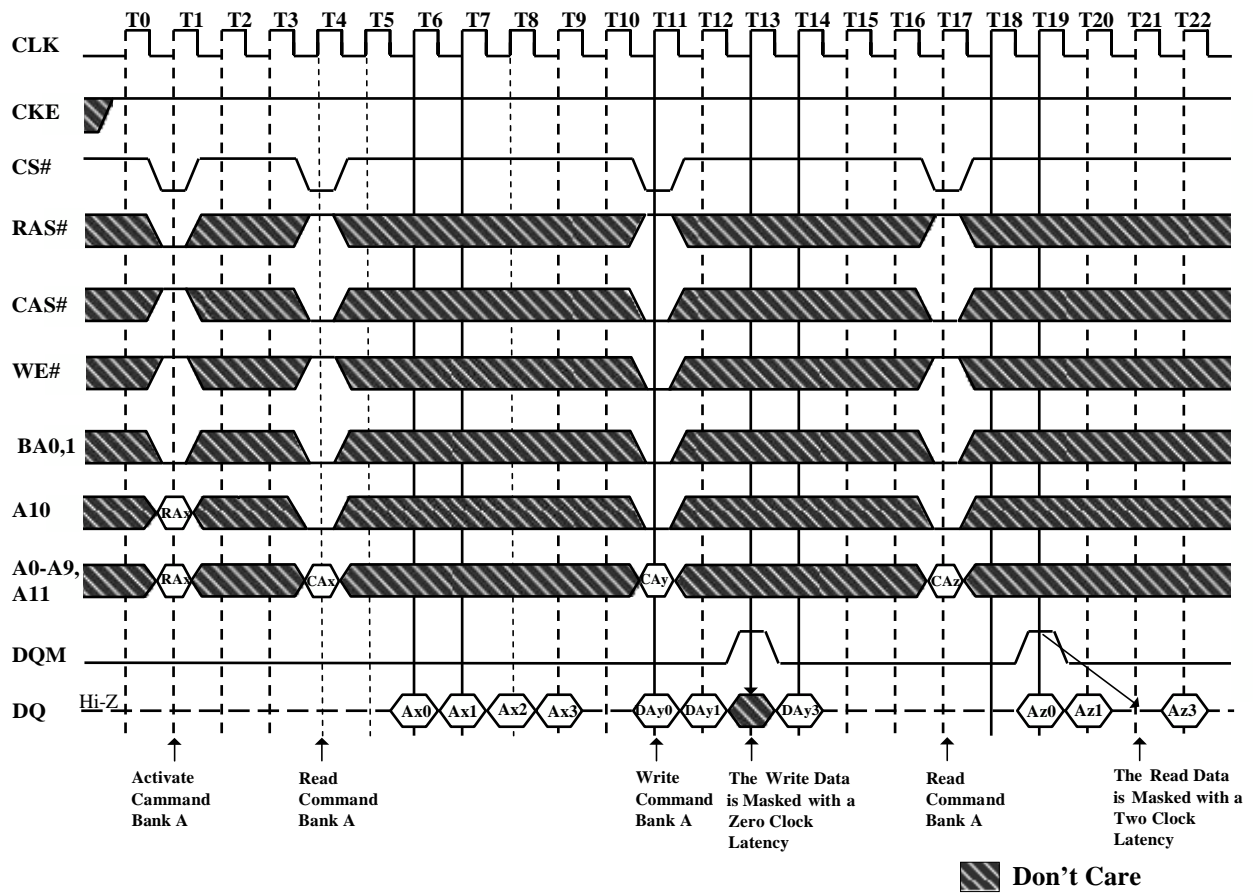 T0 T1 T2 T3 T4 T5 T6 T7 T8 T9 T10 T11 T12 T13 T14 T15 T16 T17 T18 T19 T20 T21 T22
CLK
CKE
CS#
RAS#
CAS#
WE#
BA0,1
A10
RAx
A0-A9,
A11
RAx CAx CAy CAz
DQM
DQ
Hi-Z
Ax0 Ax1 Ax2 Ax3 DAy0 DAy1 DAy3 Az0 Az1 Az3
Activate
Cammand
Bank A
Read
Command
Bank A
Write
Command
Bank A
The Write Data
is Masked with a
Zero Clock
Latency
Read
Command
Bank A
The Read Data
is Masked with a
Two Clock
Latency
Don't Care